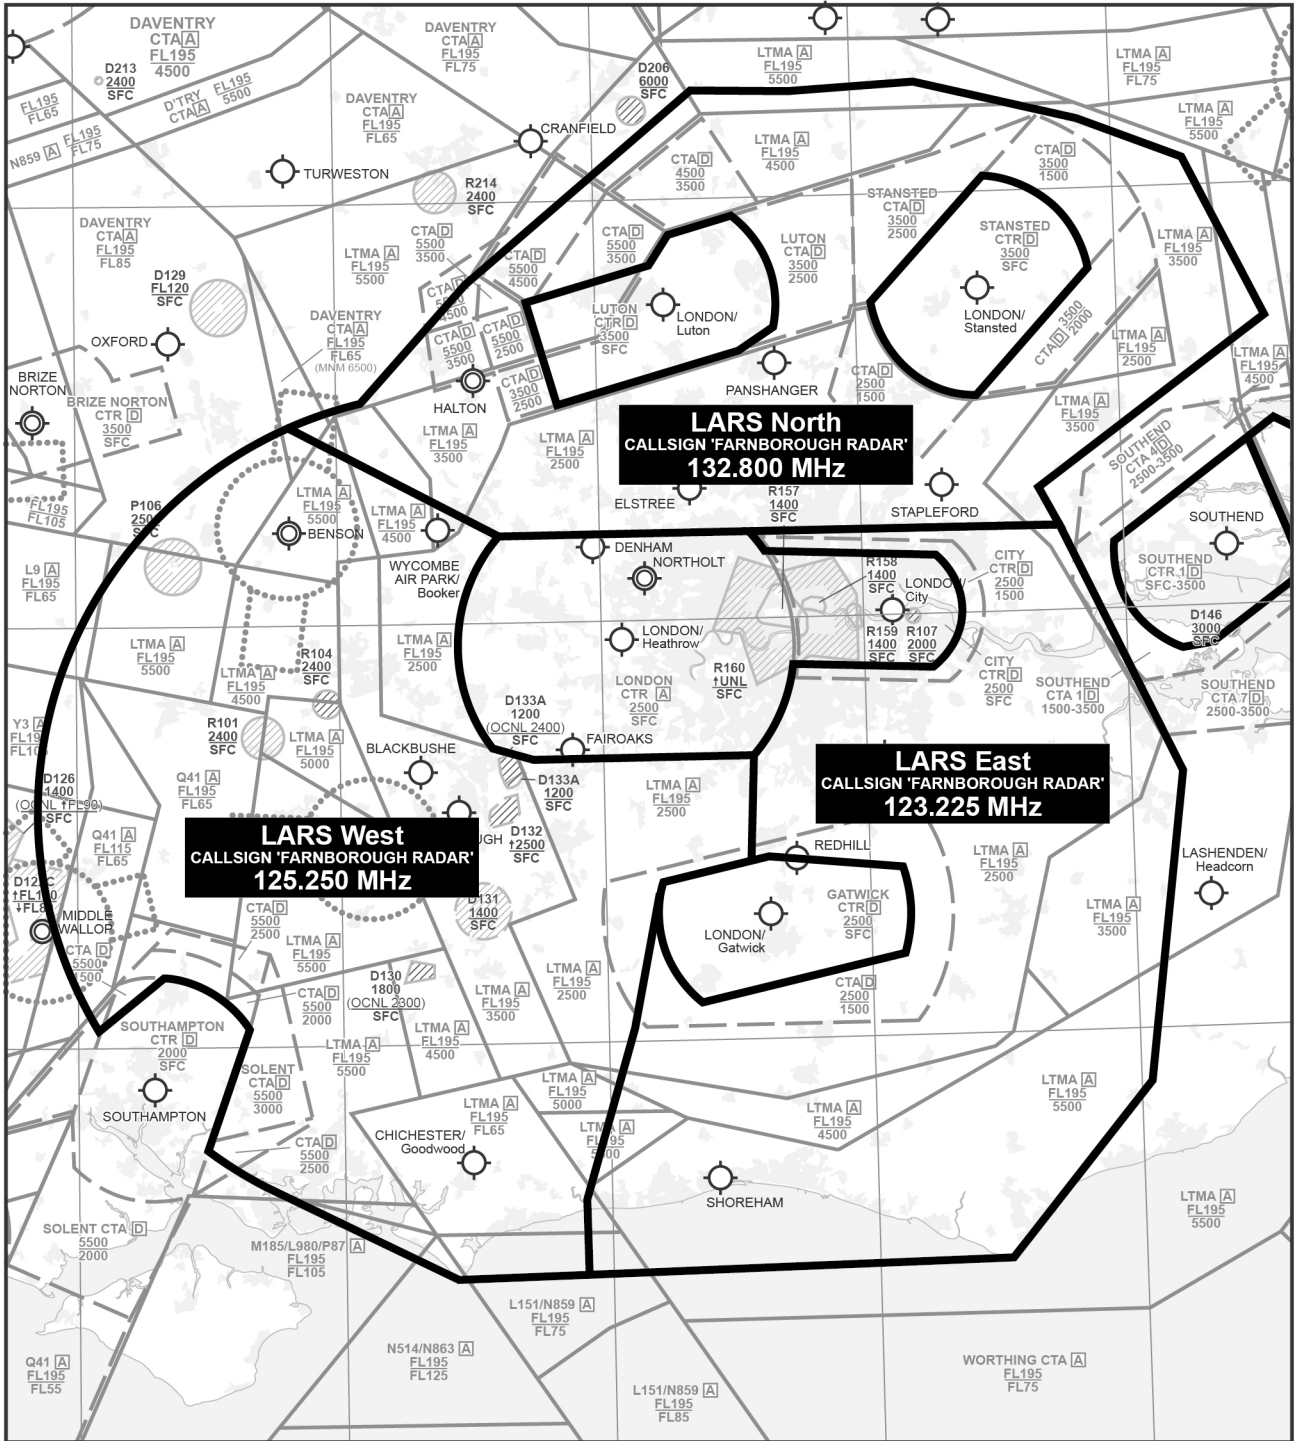 DAVENTRY
CTA A
FL195
4500
DAVENTRY
CTA A
FL195
FL75
LTMA A
FL195
5500
LTMA A
FL195
FL75
D213
2400
SFC
D206
6000
SFC
FL195
FL65
D'TRY FL195
CTA A 5500
DAVENTRY
CTA A
FL195
FL65
LTMA A
FL195
5500
N859 A FL195
FL75
CRANFIELD
TURWESTON
LTMA A
FL195
4500
CTA D
4500
3500
CTA D
3500
1500
R214
2400
SFC
STANSTED
CTA D
3500
2500
STANSTED
CTR D
3500
SFC
DAVENTRY
CTA A
FL195
FL85
CTA D
5500
3500
CTA D
5500
3500
LUTON
CTA D
3500
2500
LTMA A
FL195
3500
LTMA A
FL195
5500
CTA D
5500
4500
D129
FL120
SFC
CTA D
4500
LUTON
CTR D
3500
SFC
LONDON/
Luton
LONDON/
Stansted
CTA D 3500
2000
DAVENTRY
CTA A
FL195
FL65
(MNM 6500)
CTA D
5500
3500
CTA D
5500
2500
LTMA A
FL195
2500
OXFORD
LTMA A
FL195
4500
BRIZE
NORTON
BRIZE NORTON
CTR D
3500
SFC
HALTON
CTA D
3500
2500
PANSHANGER
CTA D
2500
1500
LTMA A
FL195
3500
LARS North
CALLSIGN 'FARNBOROUGH RADAR'
132.800 MHz
LTMA A
FL195
3500
LTMA A
FL195
2500
SOUTHEND
CTA 4 D
2500-3500
FL195
FL105
P106
SFC
LTMA A
FL195
5500
LTMA A
FL195
4500
BENSON
ELSTREE
R157
1400
SFC
STAPLEFORD
SOUTHEND
L9 A
FL195
FL65
WYCOMBE
AIR PARK/
Booker
DENHAM
NORTHOLT
R158
1400
SFC
LONDON/
City
CITY
CTR D
2500
1500
SOUTHEND
CTR 1 D
SFC-3500
LTMA A
FL195
5500
LTMA A
FL195
2500
LONDON/
Heathrow
R159
1400
SFC
R107
2000
SFC
D146
3000
SFC
R104
2400
SFC
LTMA A
FL195
4500
LONDON
CTR A
2500
SFC
R160
↑UNL
SFC
CITY
CTR D
2500
SFC
SOUTHEND
CTA 1 D
1500-3500
SOUTHEND
CTA 7 D
2500-3500
Y3 A
R101
2400
SFC
LTMA A
FL195
5000
D133A
1200
(OCNL 2400)
SFC
FAIROAKS
BLACKBUSHE
D126
1400
(OCNL ↑FL90)
SFC
Q41 A
FL195
FL65
D133A
1200
SFC
LTMA A
FL195
2500
LARS East
CALLSIGN 'FARNBOROUGH RADAR'
123.225 MHz
LARS West
CALLSIGN 'FARNBOROUGH RADAR'
125.250 MHz
Q41 A
FL115
FL65
UGH
D132
↑2500
SFC
REDHILL
LTMA A
FL195
2500
LASHENDEN/
Headcorn
MIDDLE
WALLOP
CTA D
5500
2500
D131
1400
SFC
GATWICK
CTR D
2500
SFC
LONDON/
Gatwick
LTMA A
FL195
3500
CTA D
5500
LTMA A
FL195
5500
D130
1800
(OCNL 2300)
SFC
LTMA A
FL195
3500
LTMA A
FL195
2500
CTA D
2500
1500
CTA D
5500
2000
SOUTHAMPTON
CTR D
2000
SFC
LTMA A
FL195
5500
LTMA A
FL195
4500
SOLENT
CTA D
5500
3000
SOUTHAMPTON
LTMA A
FL195
5000
LTMA A
FL195
FL65
LTMA A
FL195
4500
LTMA A
FL195
5500
CTA D
5500
2500
CHICHESTER/
Goodwood
LTMA A
SHOREHAM
LTMA A
FL195
5500
SOLENT CTA D
5500
2000
M185/L980/P87 A
FL195
FL105
L151/N859 A
FL195
FL75
Q41 A
FL195
FL55
N514/N863 A
FL195
FL125
L151/N859 A
FL195
FL85
WORTHING CTA A
FL195
FL75